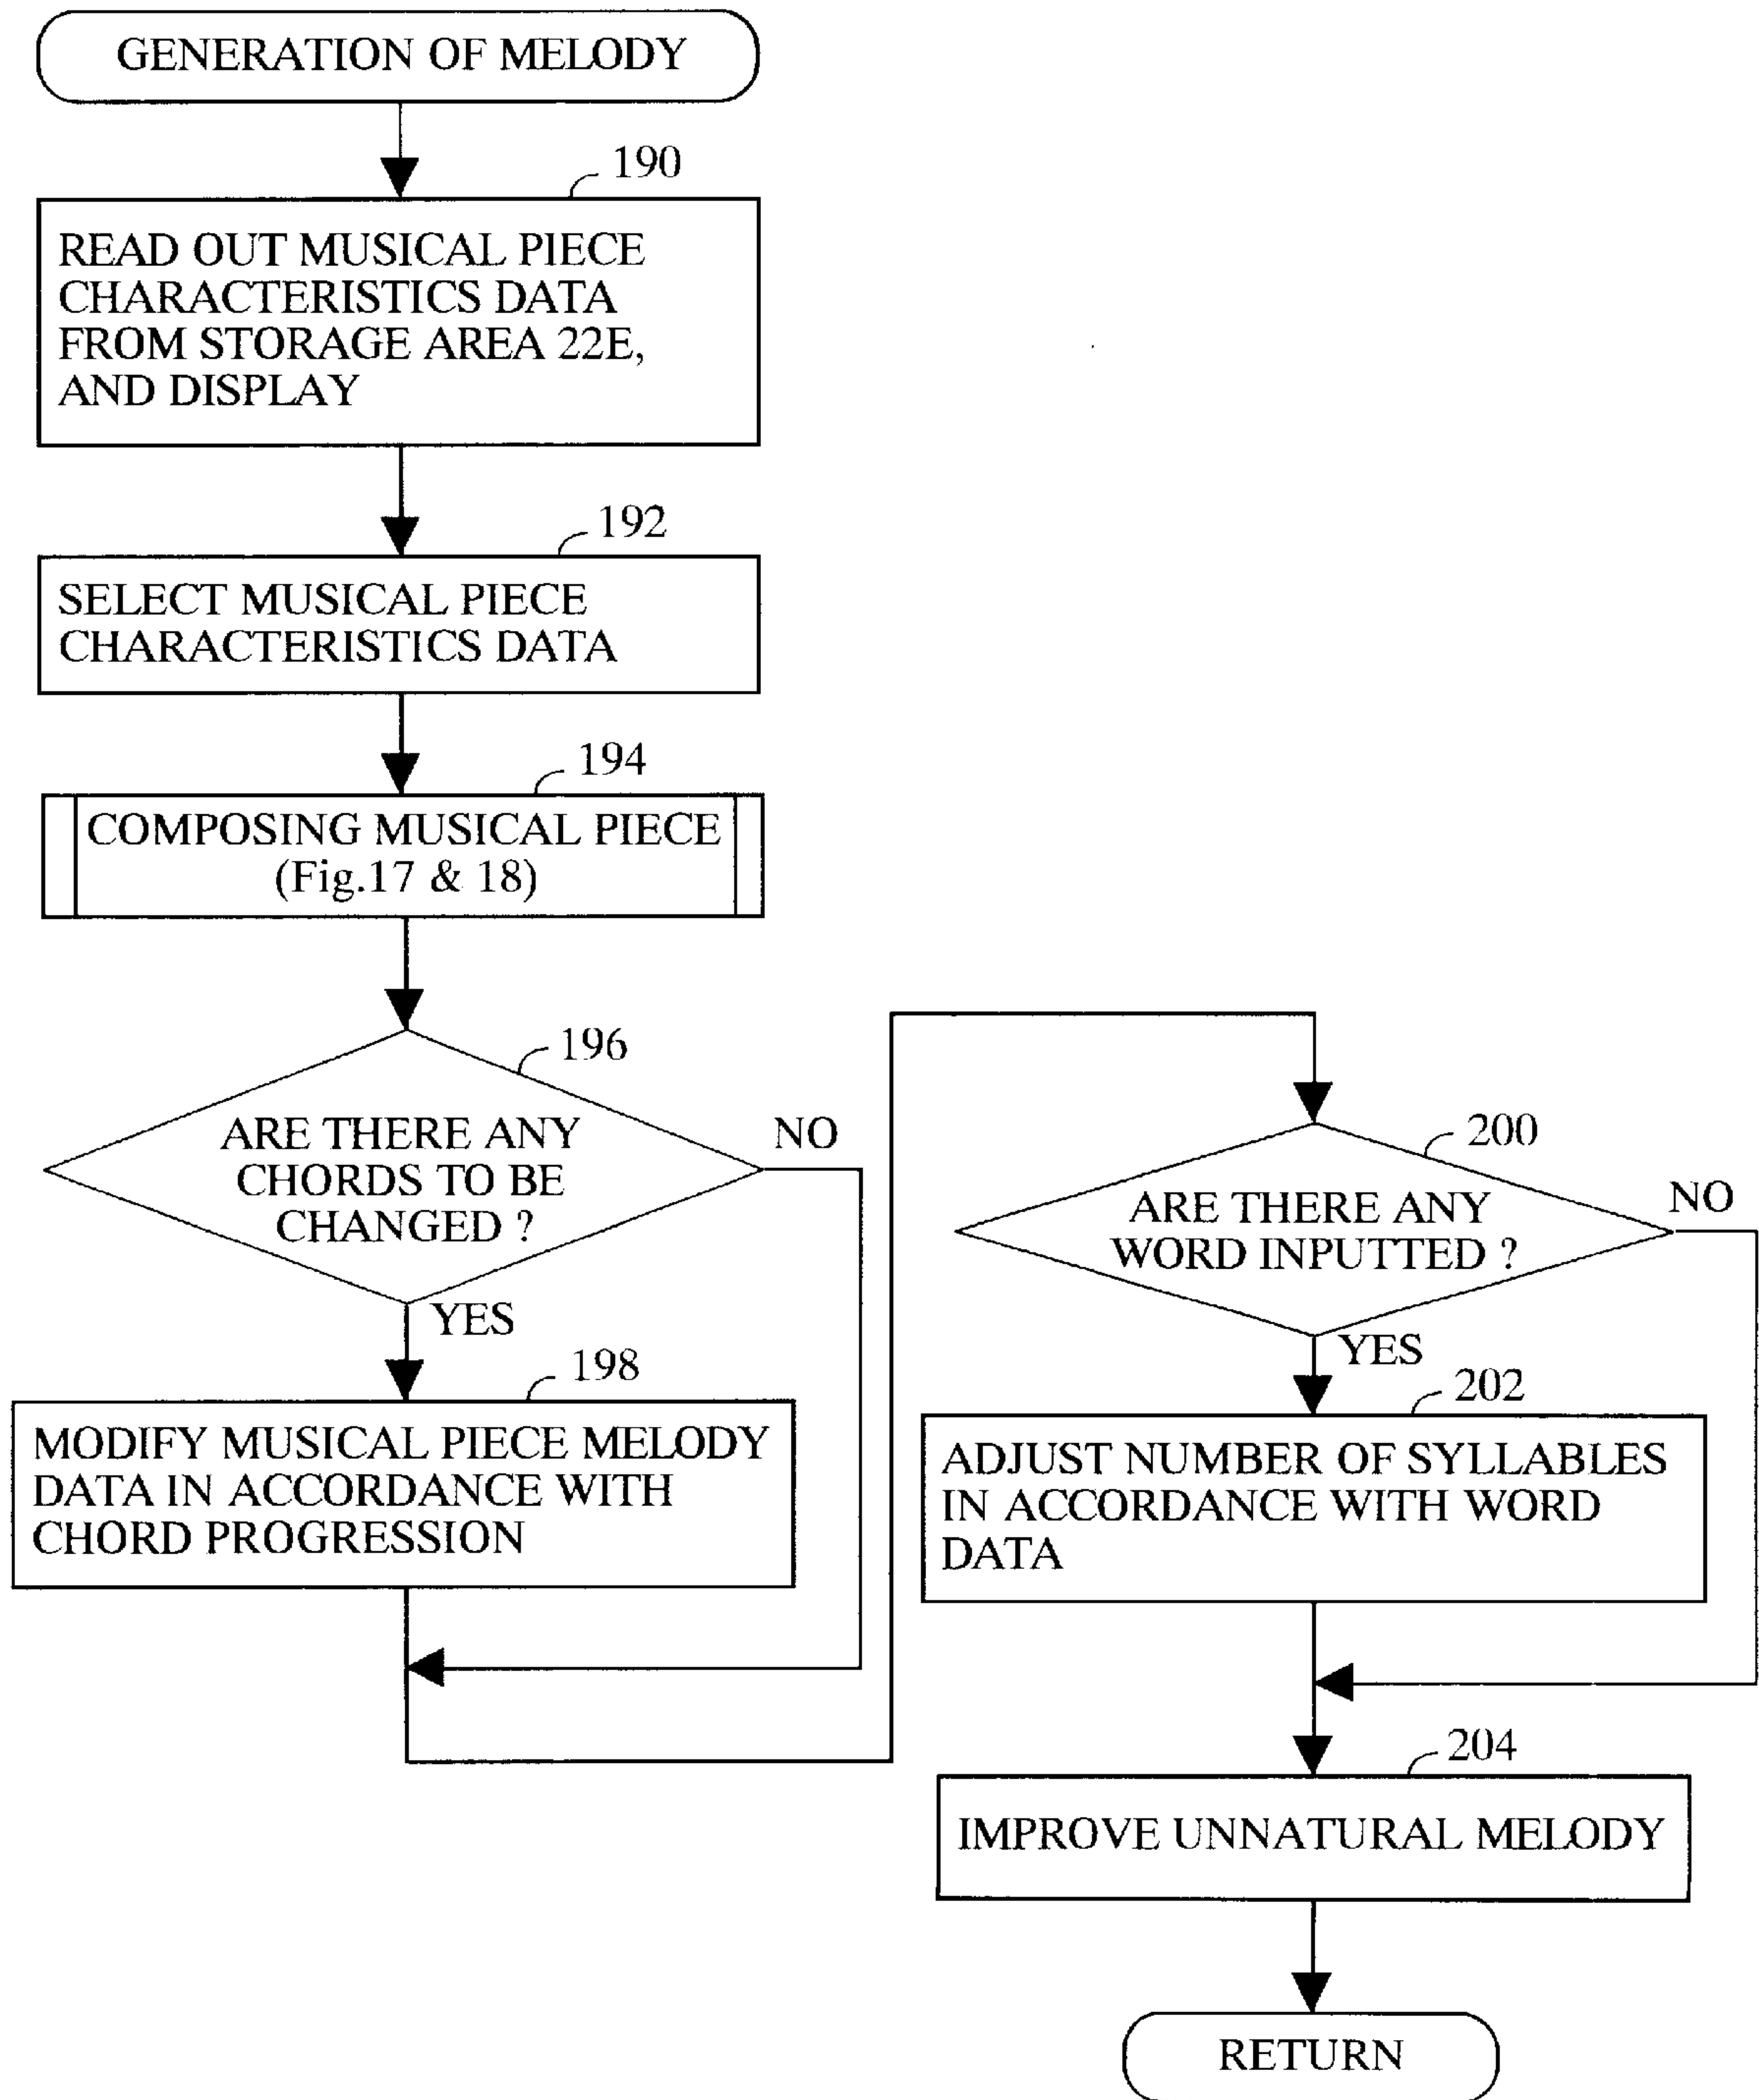 GENERATION OF MELODY
190
READ OUT MUSICAL PIECE
CHARACTERISTICS DATA
FROM STORAGE AREA 22E,
AND DISPLAY
192
SELECT MUSICAL PIECE
CHARACTERISTICS DATA
194
COMPOSING MUSICAL PIECE
(Fig.17 & 18)
196
ARE THERE ANY
CHORDS TO BE
CHANGED ?
NO
YES
198
MODIFY MUSICAL PIECE MELODY
DATA IN ACCORDANCE WITH
CHORD PROGRESSION
200
ARE THERE ANY
WORD INPUTTED ?
NO
YES
202
ADJUST NUMBER OF SYLLABLES
IN ACCORDANCE WITH WORD
DATA
204
IMPROVE UNNATURAL MELODY
RETURN